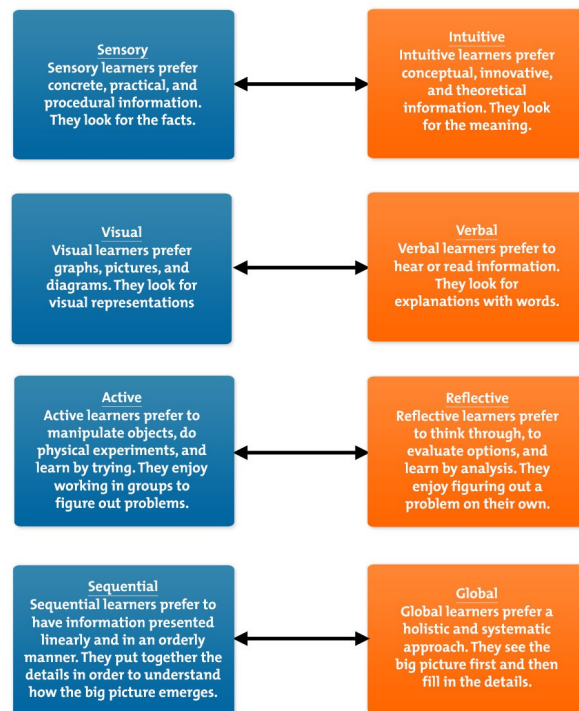 Sensory
Sensory learners prefer
concrete, practical, and
procedural information.
They look for the facts.
Intuitive
Intuitive learners prefer
conceptual, innovative,
and theoretical
information. They look
for the meaning.
Visual
Visual learners prefer
graphs, pictures, and
diagrams. They look for
visual representations
Verbal
Verbal learners prefer to
hear or read information.
They look for
explanations with words.
Active
Active learners prefer to
manipulate objects, do
physical experiments, and
learn by trying. They enjoy
working in groups to
figure out problems.
Reflective
Reflective learners prefer
to think through, to
evaluate options, and
learn by analysis. They
enjoy figuring out a
problem on their own.
Sequential
Sequential learners prefer to
have information presented
linearly and in an orderly
manner. They put together the
details in order to understand
how the big picture emerges.
Global
Global learners prefer a
holistic and systematic
approach. They see the
big picture first and then
fill in the details.